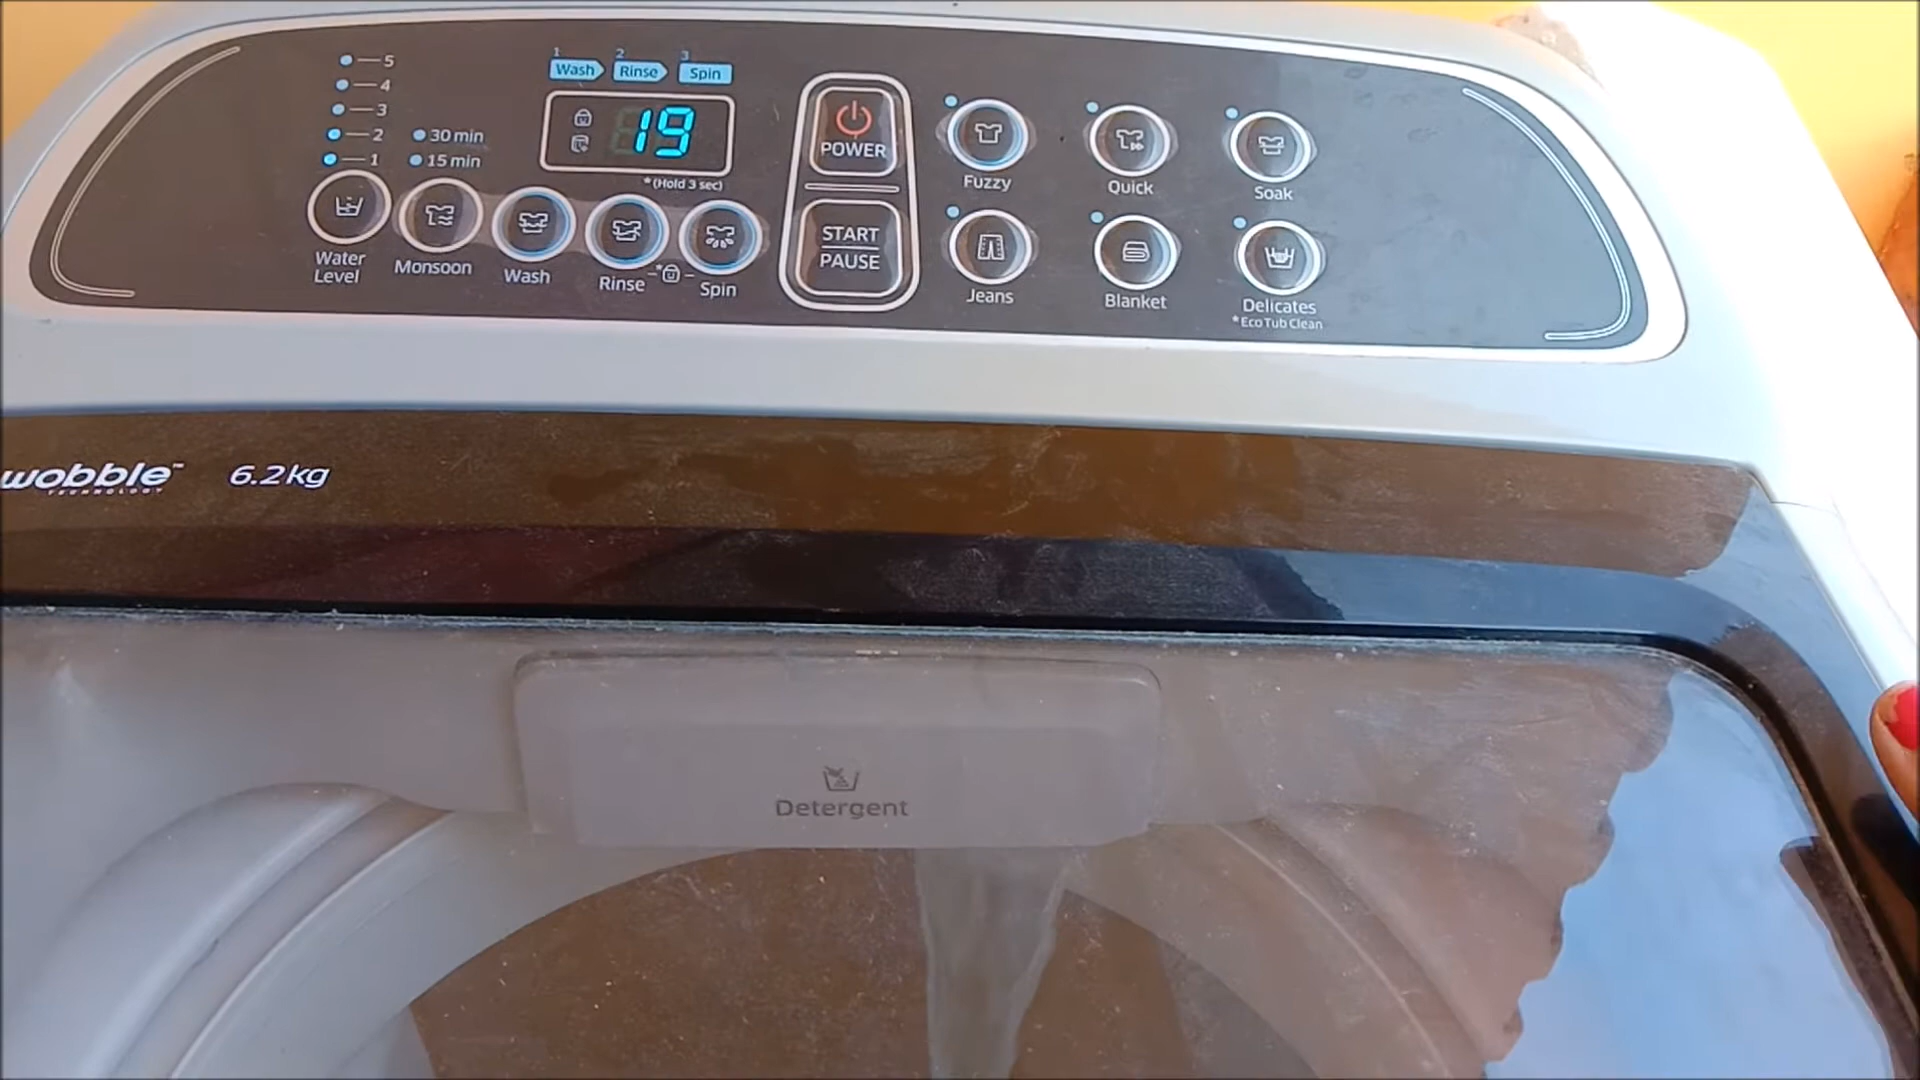 5
4
3
2
1
30 min
15 min
1 2 3
Wash Rinse Spin
19
*(Hold 3 sec)
Water
Level
Monsoon
Wash
Rinse
Spin
POWER
START
PAUSE
Fuzzy
Quick
Soak
Jeans
Blanket
Delicates
*Eco Tub Clean
wobble™ 6.2kg
TECHNOLOGY
Detergent